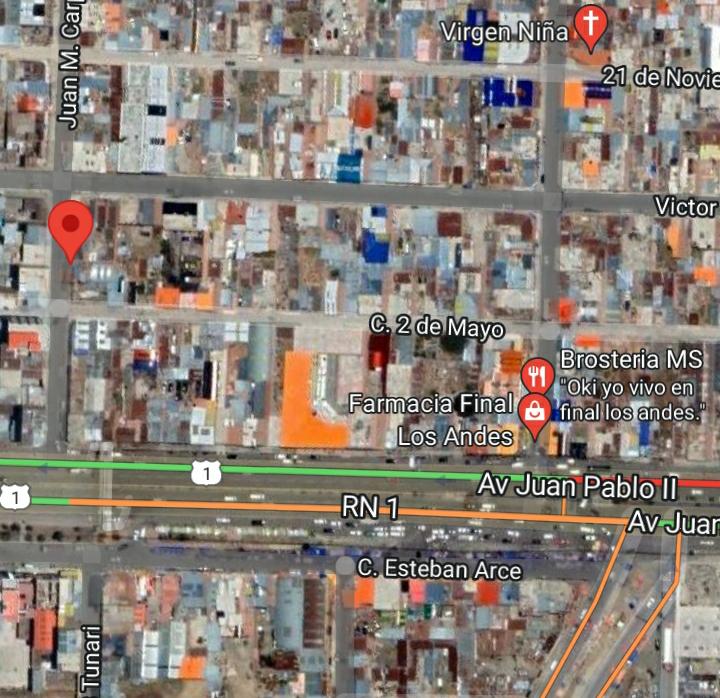 Virgen Niña
21 de Novie
Juan M. Carp
Victor
C. 2 de Mayo
Brosteria MS
"Oki yo vivo en
final los andes."
Farmacia Final
Los Andes
1
Av Juan Pablo II
1
RN 1
Av Juan
C. Esteban Arce
Tunari